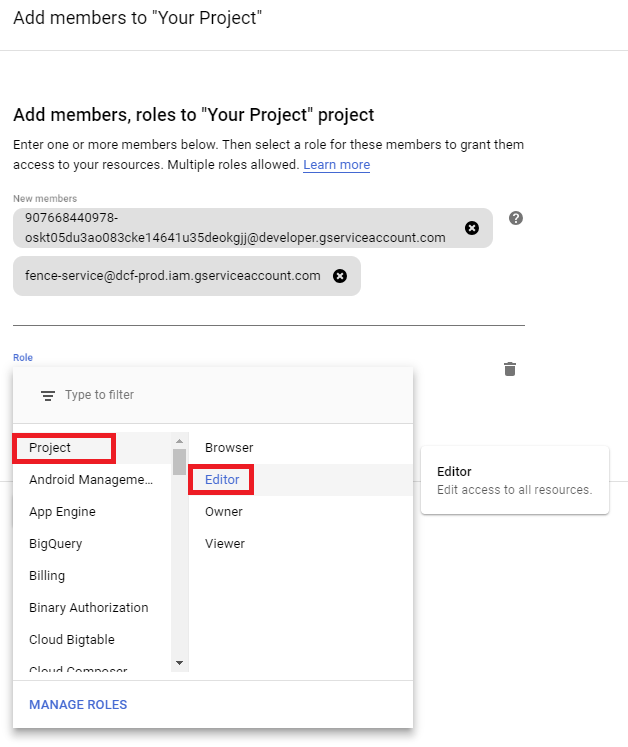 Add members to "Your Project"
Add members, roles to "Your Project" project
Enter one or more members below. Then select a role for these members to grant them
access to your resources. Multiple roles allowed. Learn more
New members
907668440978-
oskt05du3ao083cke14641u35deokgjj@developer.gserviceaccount.com
fence-service@dcf-prod.iam.gserviceaccount.com
Role
Type to filter
Project
Android Manageme...
App Engine
BigQuery
Billing
Binary Authorization
Cloud Bigtable
Cloud Composer
Browser
Editor
Owner
Viewer
Editor
Edit access to all resources.
MANAGE ROLES